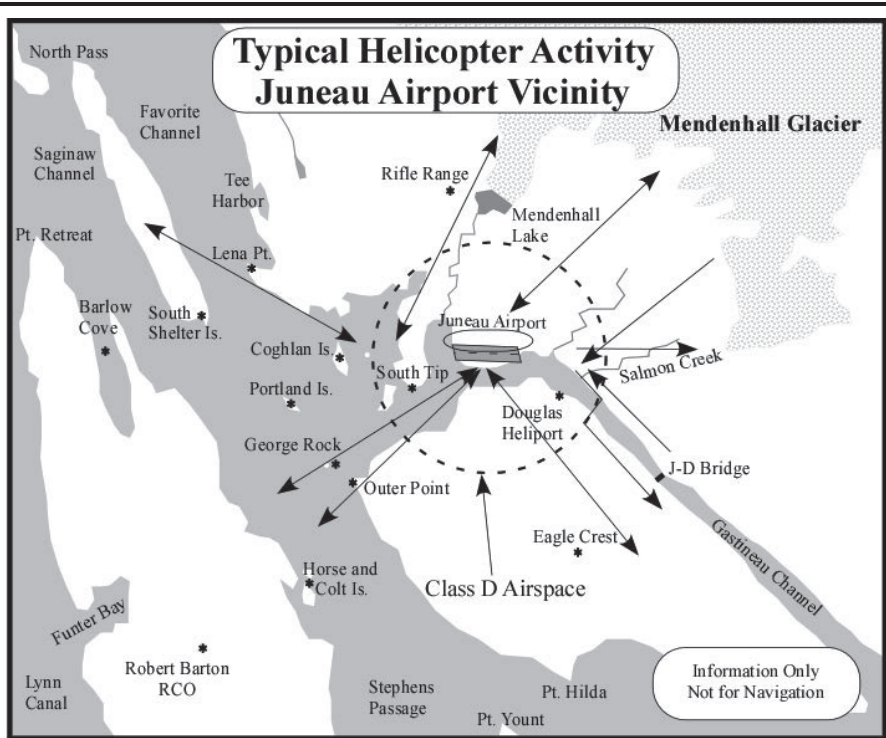 Typical Helicopter Activity
Juneau Airport Vicinity
North Pass
Favorite
Channel
Saginaw
Channel
Tee
Harbor
Pt. Retreat
Lena Pt.
Barlow
Cove
South
Shelter Is.
Rifle Range
Mendenhall Glacier
Mendenhall
Lake
Juneau Airport
Coghlan Is.
South Tip
Salmon Creek
Portland Is.
Douglas
Heliport
George Rock
Outer Point
J-D Bridge
Eagle Crest
Gastineau Channel
Horse and
Colt Is.
Class D Airspace
Funter Bay
Robert Barton
RCO
Lynn
Canal
Stephens
Passage
Pt. Hilda
Pt. Yount
Information Only
Not for Navigation